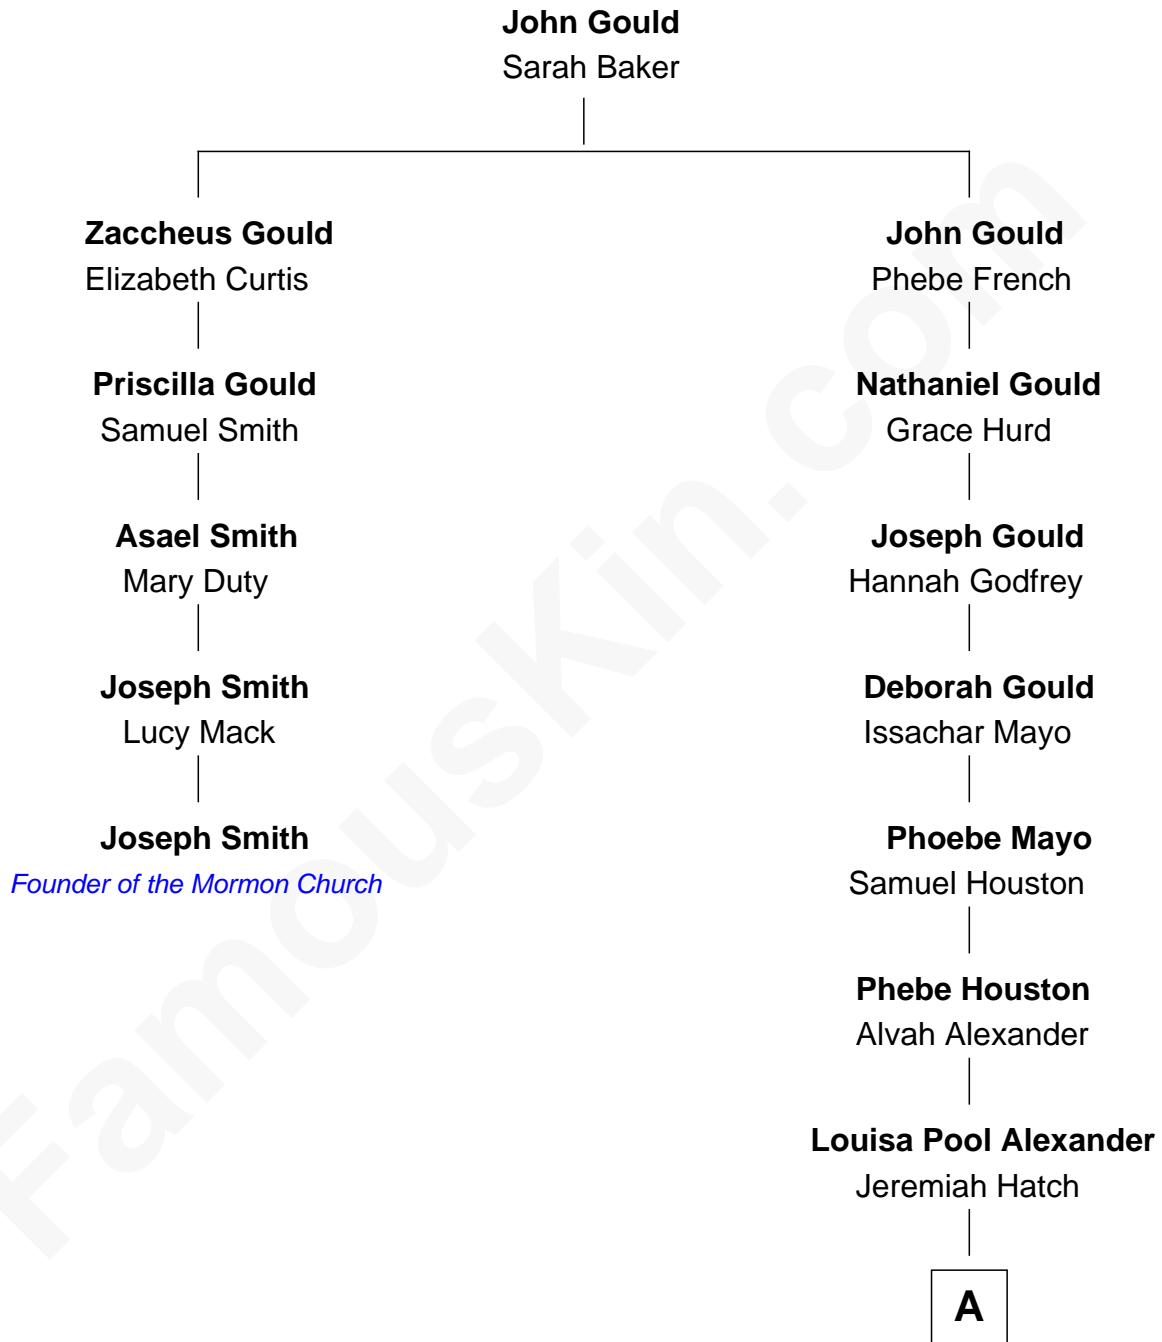 John Gould
Sarah Baker
Zaccheus Gould
Elizabeth Curtis
Priscilla Gould
Samuel Smith
Asael Smith
Mary Duty
Joseph Smith
Lucy Mack
Joseph Smith
Founder of the Mormon Church
John Gould
Phebe French
Nathaniel Gould
Grace Hurd
Joseph Gould
Hannah Godfrey
Deborah Gould
Issachar Mayo
Phoebe Mayo
Samuel Houston
Phebe Houston
Alvah Alexander
Louisa Pool Alexander
Jeremiah Hatch
A
FamousKin.com